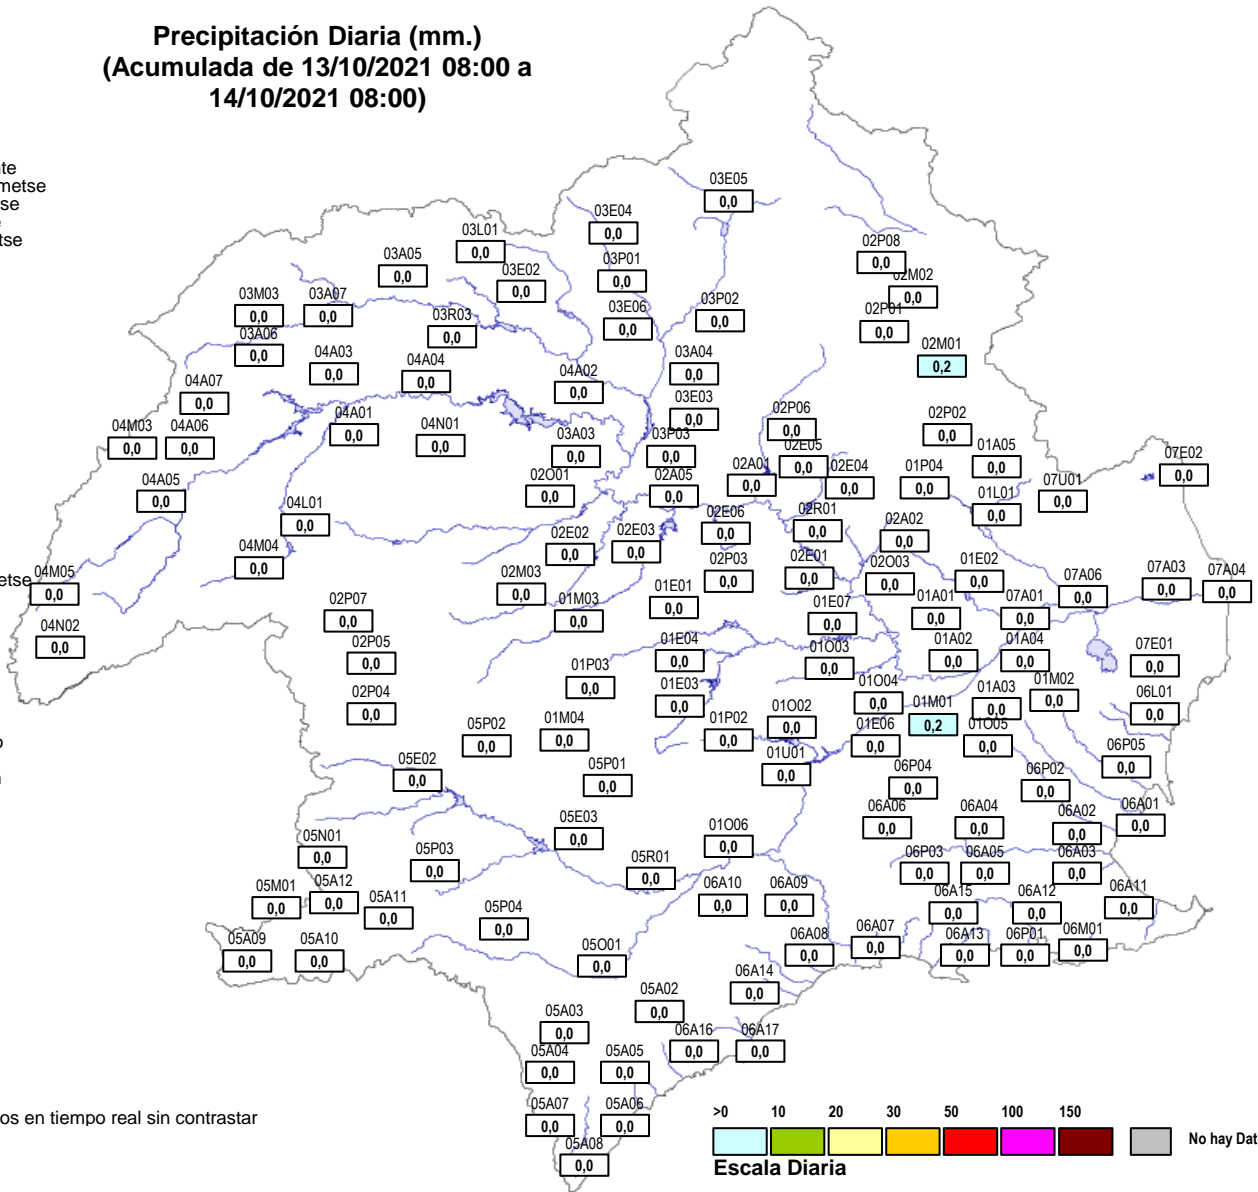 Precipitación Diaria (mm.)
(Acumulada de 13/10/2021 08:00 a
14/10/2021 08:00)
03E05
0,0
03E04
0,0
03L01
0,0
03A05
0,0
03P01
0,0
03E02
0,0
02P08
0,0
02M02
0,0
03M03
0,0
03A07
0,0
03R03
0,0
03E06
0,0
03P02
0,0
02P01
0,0
03A06
0,0
04A03
0,0
04A04
0,0
04A02
0,0
03A04
0,0
02M01
0,2
04A07
0,0
03E03
0,0
04A01
0,0
04N01
0,0
04M03
0,0
04A06
0,0
03A03
0,0
03P03
0,0
02P06
0,0
02P02
0,0
02E05
0,0
01A05
0,0
07E02
0,0
04A05
0,0
02O01
0,0
02A05
0,0
02A01
0,0
02E04
0,0
01P04
0,0
07U01
0,0
01L01
0,0
04L01
0,0
02E06
0,0
02R01
0,0
02A02
0,0
04M04
0,0
02E02
0,0
02E03
0,0
04M05
0,0
02M03
0,0
02P03
0,0
02E01
0,0
02O03
0,0
01E02
0,0
07A06
0,0
07A03
0,0
07A04
0,0
02P07
0,0
01M03
0,0
01E01
0,0
01E07
0,0
01A01
0,0
07A01
0,0
04N02
0,0
02P05
0,0
01E04
0,0
01O03
0,0
01A02
0,0
01A04
0,0
07E01
0,0
01P03
0,0
01E03
0,0
01O04
0,0
01A03
0,0
01M02
0,0
06L01
0,0
02P04
0,0
01M01
0,2
05P02
0,0
01M04
0,0
01P02
0,0
01O02
0,0
01E06
0,0
01O05
0,0
05E02
0,0
05P01
0,0
01U01
0,0
06P04
0,0
06P02
0,0
06P05
0,0
05E03
0,0
01O06
0,0
06A06
0,0
06A04
0,0
06A02
0,0
06A01
0,0
05N01
0,0
05P03
0,0
05R01
0,0
06P03
0,0
06A05
0,0
06A03
0,0
05M01
0,0
05A12
0,0
05A11
0,0
06A10
0,0
06A09
0,0
06A15
0,0
06A12
0,0
06A11
0,0
05A09
0,0
05A10
0,0
05P04
0,0
05O01
0,0
06A08
0,0
06A07
0,0
06A13
0,0
06P01
0,0
06M01
0,0
06A14
0,0
05A02
0,0
05A03
0,0
06A16
0,0
06A17
0,0
05A04
0,0
05A05
0,0
05A07
0,0
05A06
0,0
05A08
0,0
os en tiempo real sin contrastar
>0 10 20 30 50 100 150
No hay Dat
Escala Diaria